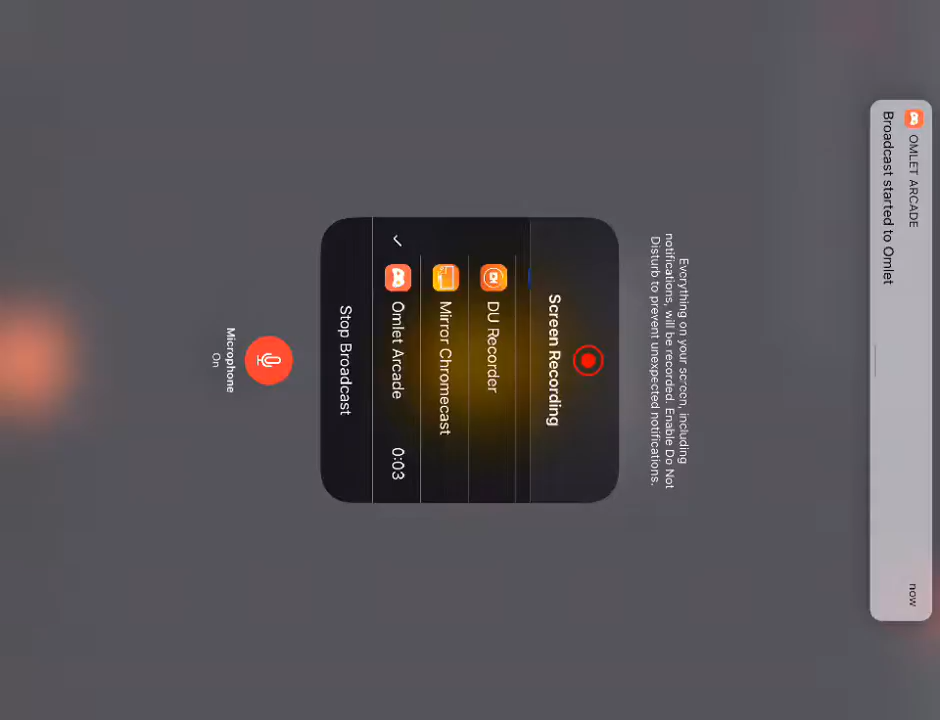 OMLET ARCADE now
Broadcast started to Omlet
Everything on your screen, including
notifications, will be recorded. Enable Do Not
Disturb to prevent unexpected notifications.
Screen Recording
DU Recorder
Mirror Chromecast
Omlet Arcade 0:03
Stop Broadcast
Microphone
On